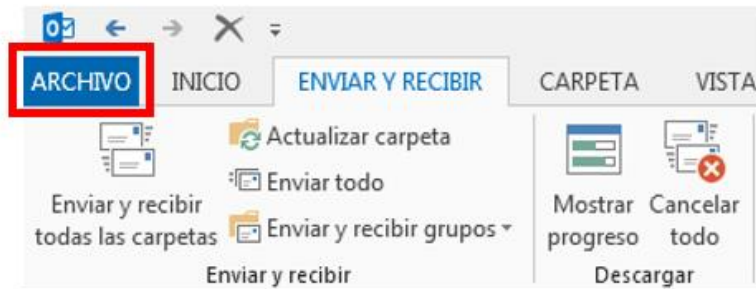 ARCHIVO INICIO ENVIAR Y RECIBIR CARPETA VISTA
Enviar y recibir
todas las carpetas
Actualizar carpeta
Enviar todo
Enviar y recibir grupos
Enviar y recibir
Mostrar
progreso
Cancelar
todo
Descargar